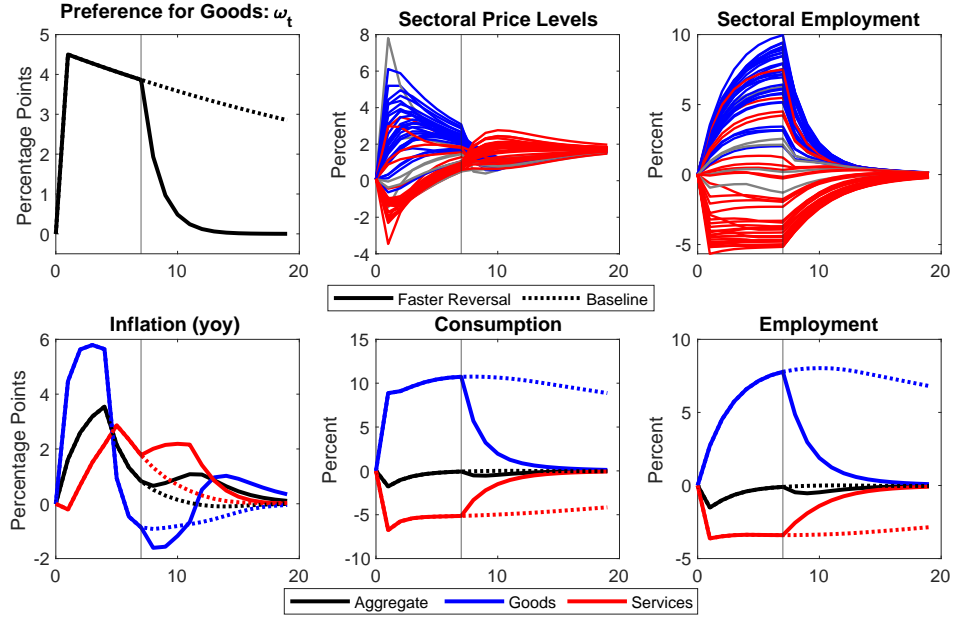 Preference for Goods: ωt
Sectoral Price Levels
Sectoral Employment
Percentage Points
5
4
3
2
1
0
0
10
20
Percent
8
6
4
2
0
-2
-4
0
10
20
Percent
10
5
0
-5
0
10
20
Faster Reversal
Baseline
Inflation (yoy)
Consumption
Employment
Percentage Points
6
4
2
0
-2
0
10
20
Percent
15
10
5
0
-5
-10
0
10
20
Percent
10
5
0
-5
0
10
20
Aggregate
Goods
Services